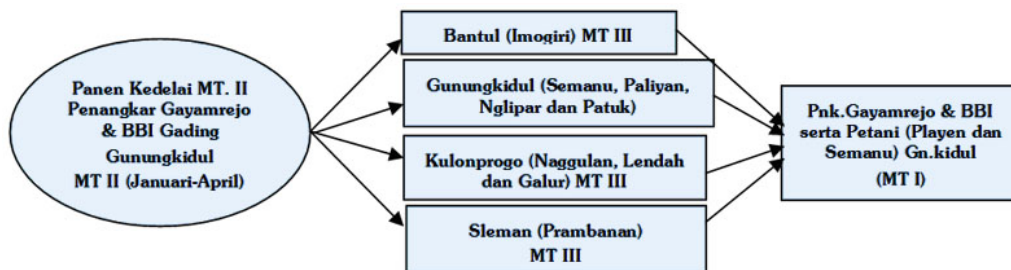 Panen Kedelai MT. II
Penangkar Gayamrejo
& BBI Gading
Gunungkidul
MT II (Januari-April)
Bantul (Imogiri) MT III
Gunungkidul (Semanu, Paliyan,
Nglipar dan Patuk)
Kulonprogo (Naggulan, Lendah
dan Galur) MT III
Sleman (Prambanan)
MT III
Pnk.Gayamrejo & BBI
serta Petani (Playen dan
Semanu) Gn.kidul
(MT I)